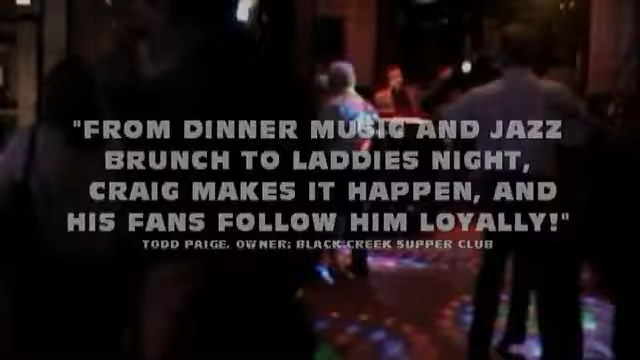 "FROM DINNER MUSIC AND JAZZ
BRUNCH TO LADDIES NIGHT,
CRAIG MAKES IT HAPPEN, AND
HIS FANS FOLLOW HIM LOYALLY!"
TODD PAIGE. OWNER: BLACK CREEK SUPPER CLUB